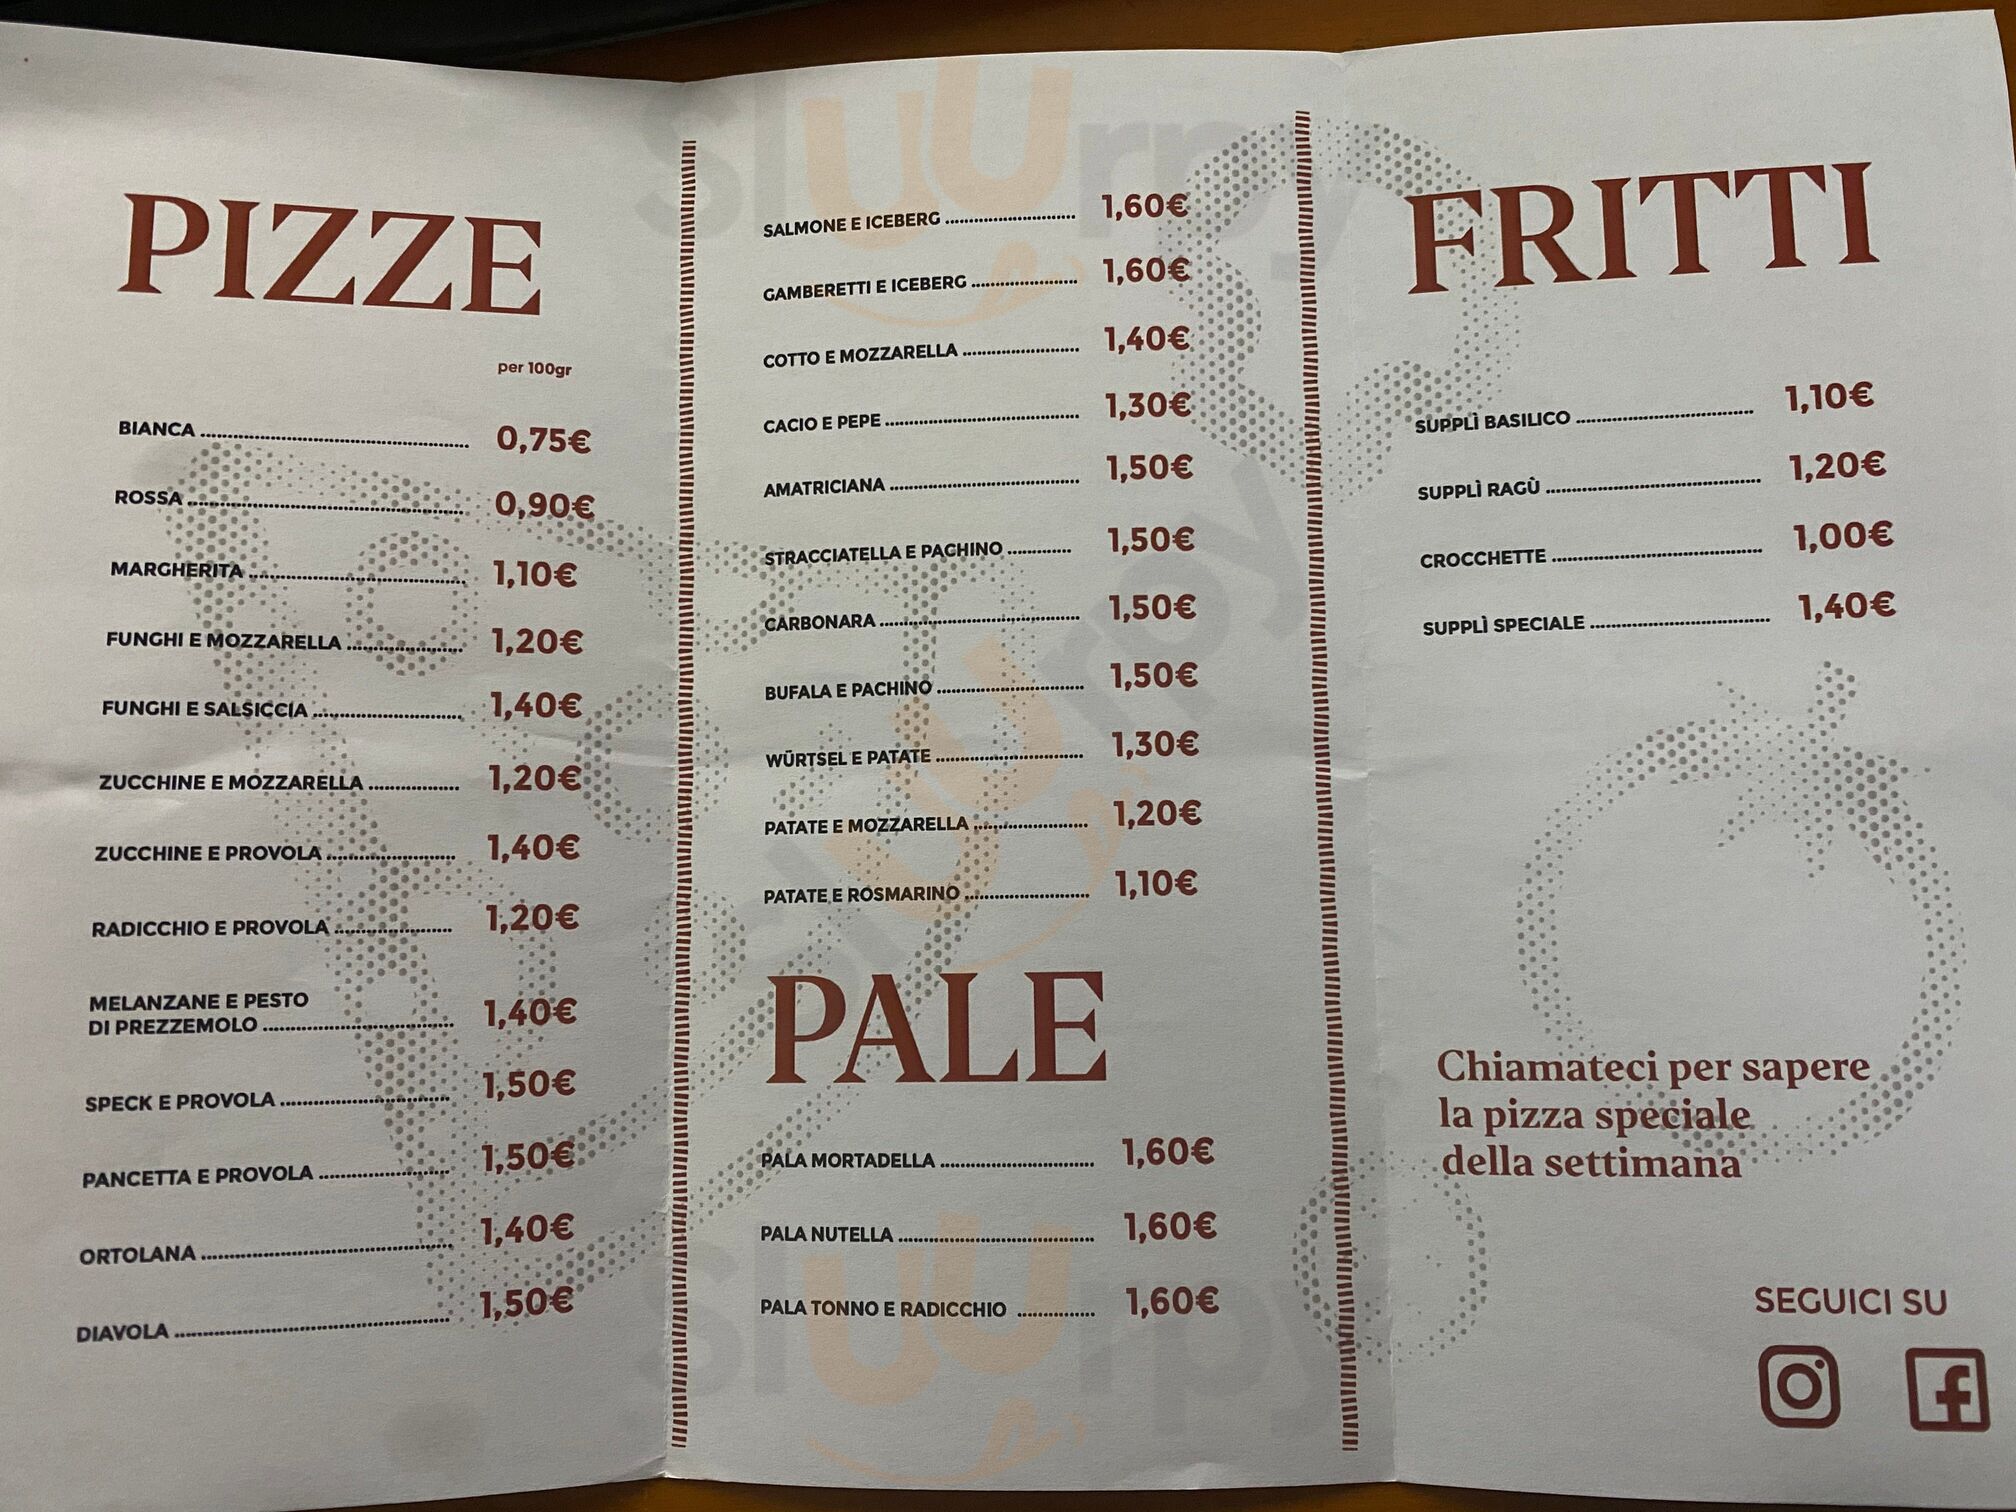 PIZZE
per 100gr
BIANCA ........ 0,75€
ROSSA ........ 0,90€
MARGHERITA ........ 1,10€
FUNGHI E MOZZARELLA ........ 1,20€
FUNGHI E SALSICCIA ........ 1,40€
ZUCCHINE E MOZZARELLA ........ 1,20€
ZUCCHINE E PROVOLA ........ 1,40€
RADICCHIO E PROVOLA ........ 1,20€
MELANZANE E PESTO
DI PREZZEMOLO ........ 1,40€
SPECK E PROVOLA ........ 1,50€
PANCETTA E PROVOLA ........ 1,50€
ORTOLANA ........ 1,40€
DIAVOLA ........ 1,50€
SALMONE E ICEBERG ........ 1,60€
GAMBERETTI E ICEBERG ........ 1,60€
COTTO E MOZZARELLA ........ 1,40€
CACIO E PEPE ........ 1,30€
AMATRICIANA ........ 1,50€
STRACCIATELLA E PACHINO ........ 1,50€
CARBONARA ........ 1,50€
BUFALA E PACHINO ........ 1,50€
WÜRTSEL E PATATE ........ 1,30€
PATATE E MOZZARELLA ........ 1,20€
PATATE E ROSMARINO ........ 1,10€
PALE
PALA MORTADELLA ........ 1,60€
PALA NUTELLA ........ 1,60€
PALA TONNO E RADICCHIO ........ 1,60€
FRITTI
SUPPLÌ BASILICO ........ 1,10€
SUPPLÌ RAGÙ ........ 1,20€
CROCCHETTE ........ 1,00€
SUPPLÌ SPECIALE ........ 1,40€
Chiamateci per sapere
la pizza speciale
della settimana
SEGUICI SU
sluurpy
sluurpy
sluurpy